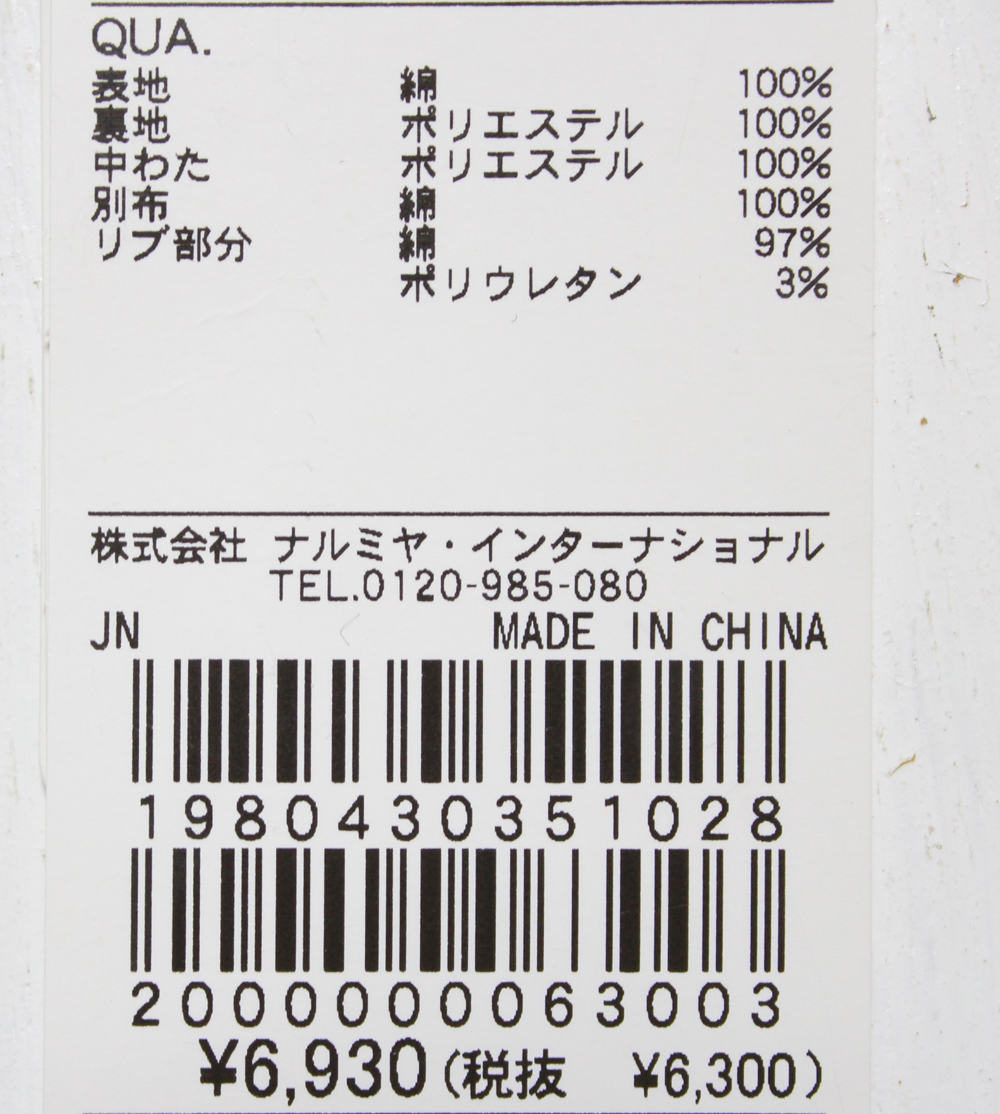 QUA.
表地 綿 100%
裏地 ポリエステル 100%
中わた ポリエステル 100%
別布 綿 100%
リブ部分 綿 97%
ポリウレタン 3%
株式会社 ナルミヤ・インターナショナル
TEL.0120-985-080
JN MADE IN CHINA
1980430351028
2000000063003
¥6,930(税抜 ¥6,300)